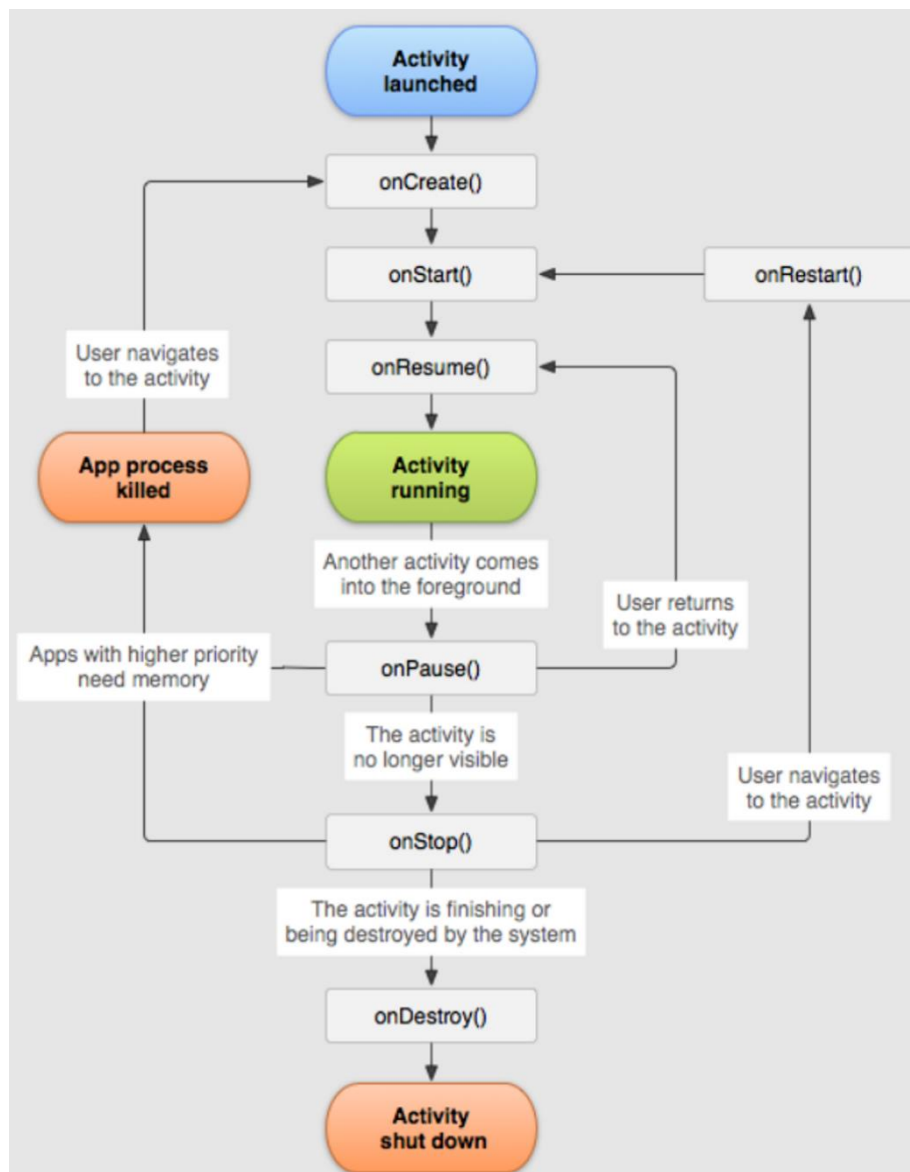 Activity
launched
onCreate()
onStart()
onRestart()
onResume()
User navigates
to the activity
App process
killed
Activity
running
Another activity comes
into the foreground
User returns
to the activity
Apps with higher priority
need memory
onPause()
The activity is
no longer visible
User navigates
to the activity
onStop()
The activity is finishing or
being destroyed by the system
onDestroy()
Activity
shut down